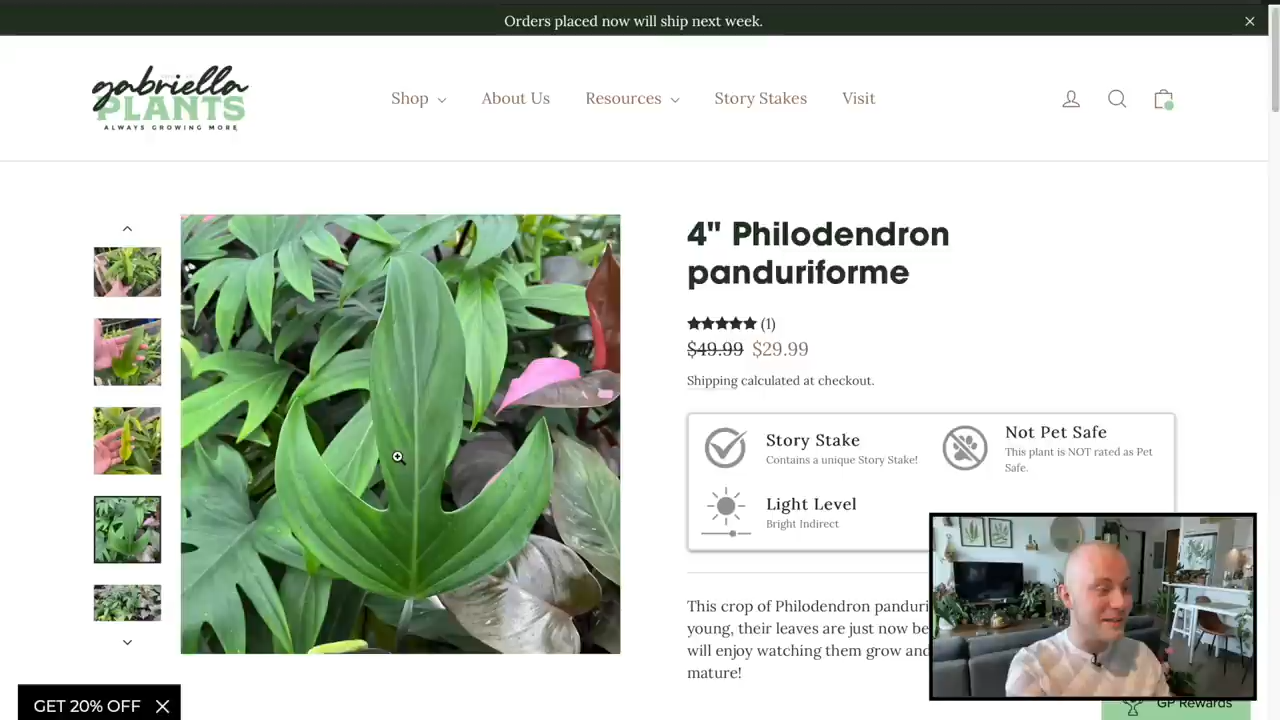 Orders placed now will ship next week.
gabriella
PLANTS
ALWAYS GROWING MORE
Shop
About Us
Resources
Story Stakes
Visit
4" Philodendron
panduriforme
(1)
$49.99 $29.99
Shipping calculated at checkout.
Story Stake
Contains a unique Story Stake!
Not Pet Safe
This plant is NOT rated as Pet
Safe.
Light Level
Bright Indirect
This crop of Philodendron panduri
young, their leaves are just now be
will enjoy watching them grow and
mature!
GET 20% OFF
GP Rewards